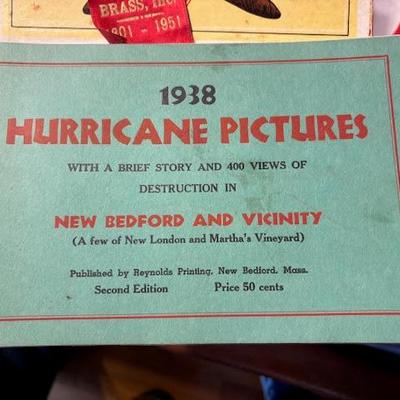 BRASS, INC.
1801 - 1951
1938
HURRICANE PICTURES
WITH A BRIEF STORY AND 400 VIEWS OF
DESTRUCTION IN
NEW BEDFORD AND VICINITY
(A few of New London and Martha's Vineyard)
Published by Reynolds Printing, New Bedford, Mass.
Second Edition Price 50 cents